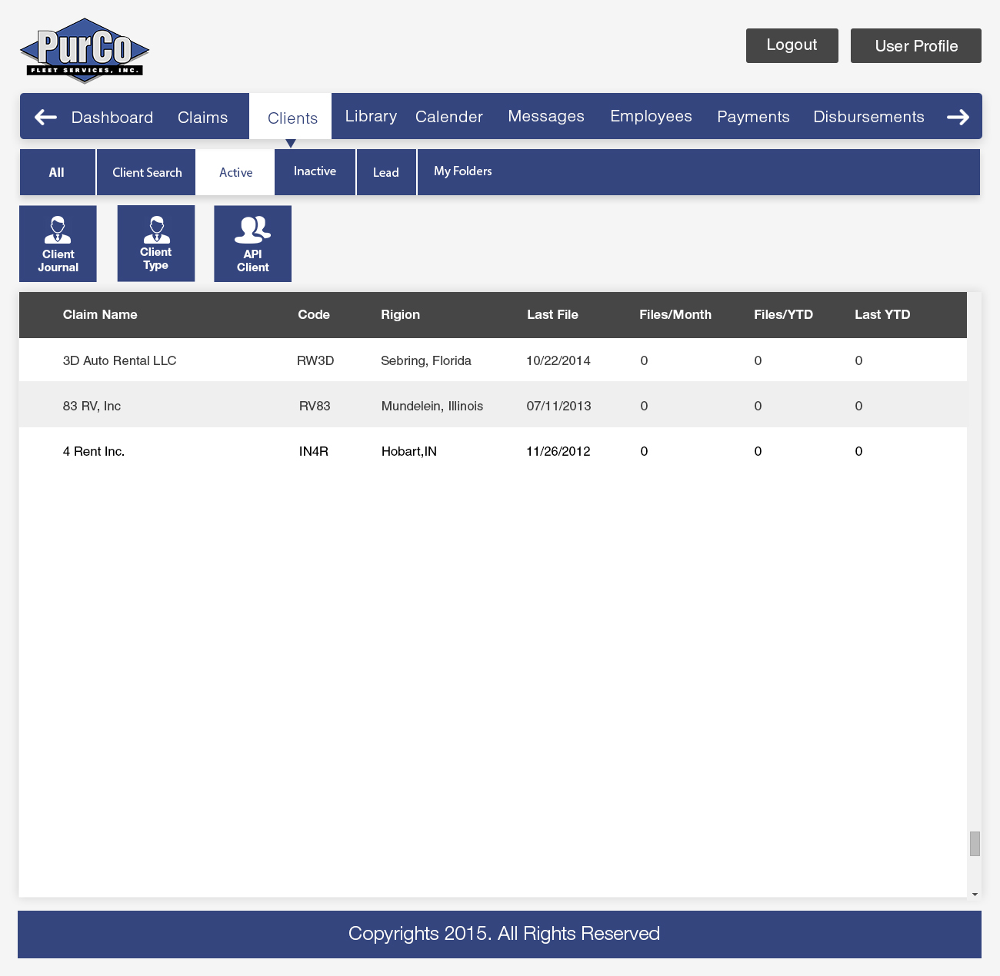 PurCo
FLEET SERVICES, INC.
Logout
User Profile
Dashboard
Claims
Clients
Library
Calender
Messages
Employees
Payments
Disbursements
All
Client Search
Active
Inactive
Lead
My Folders
Client
Journal
Client
Type
API
Client
Claim Name Code Rigion Last File Files/Month Files/YTD Last YTD
3D Auto Rental LLC RW3D Sebring, Florida 10/22/2014 0 0 0
83 RV, Inc RV83 Mundelein, Illinois 07/11/2013 0 0 0
4 Rent Inc. IN4R Hobart,IN 11/26/2012 0 0 0
Copyrights 2015. All Rights Reserved